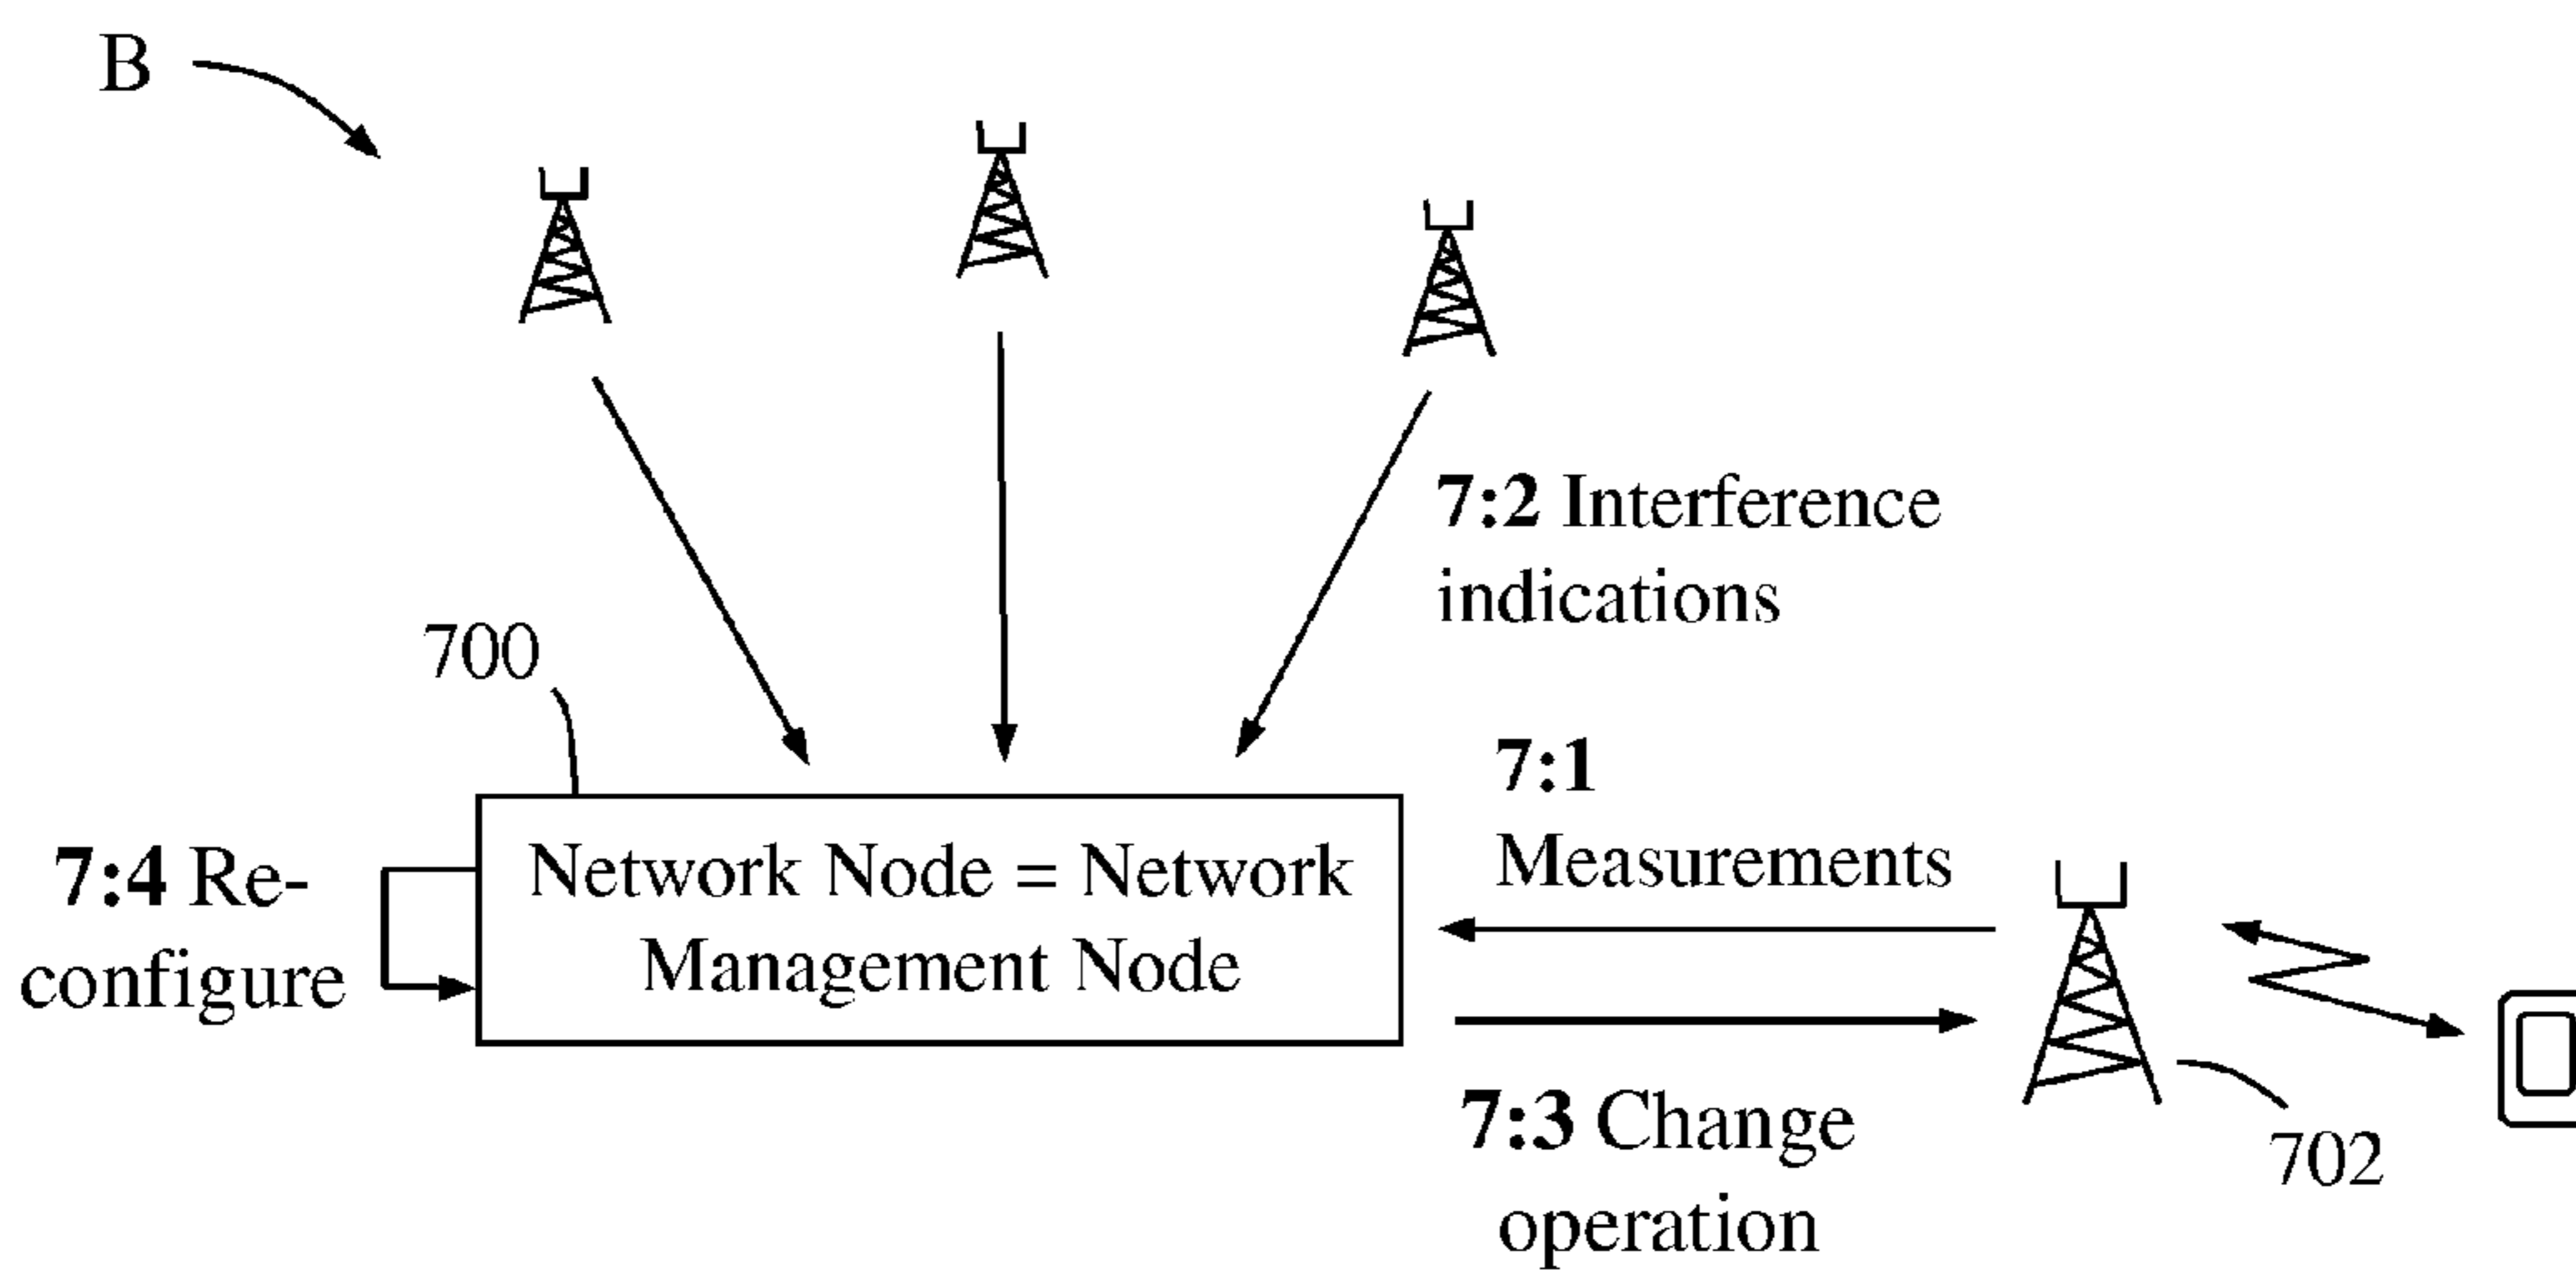 B
7:2 Interference
indications
700
7:1
Measurements
7:4 Re-
configure
Network Node = Network
Management Node
7:3 Change
operation
702